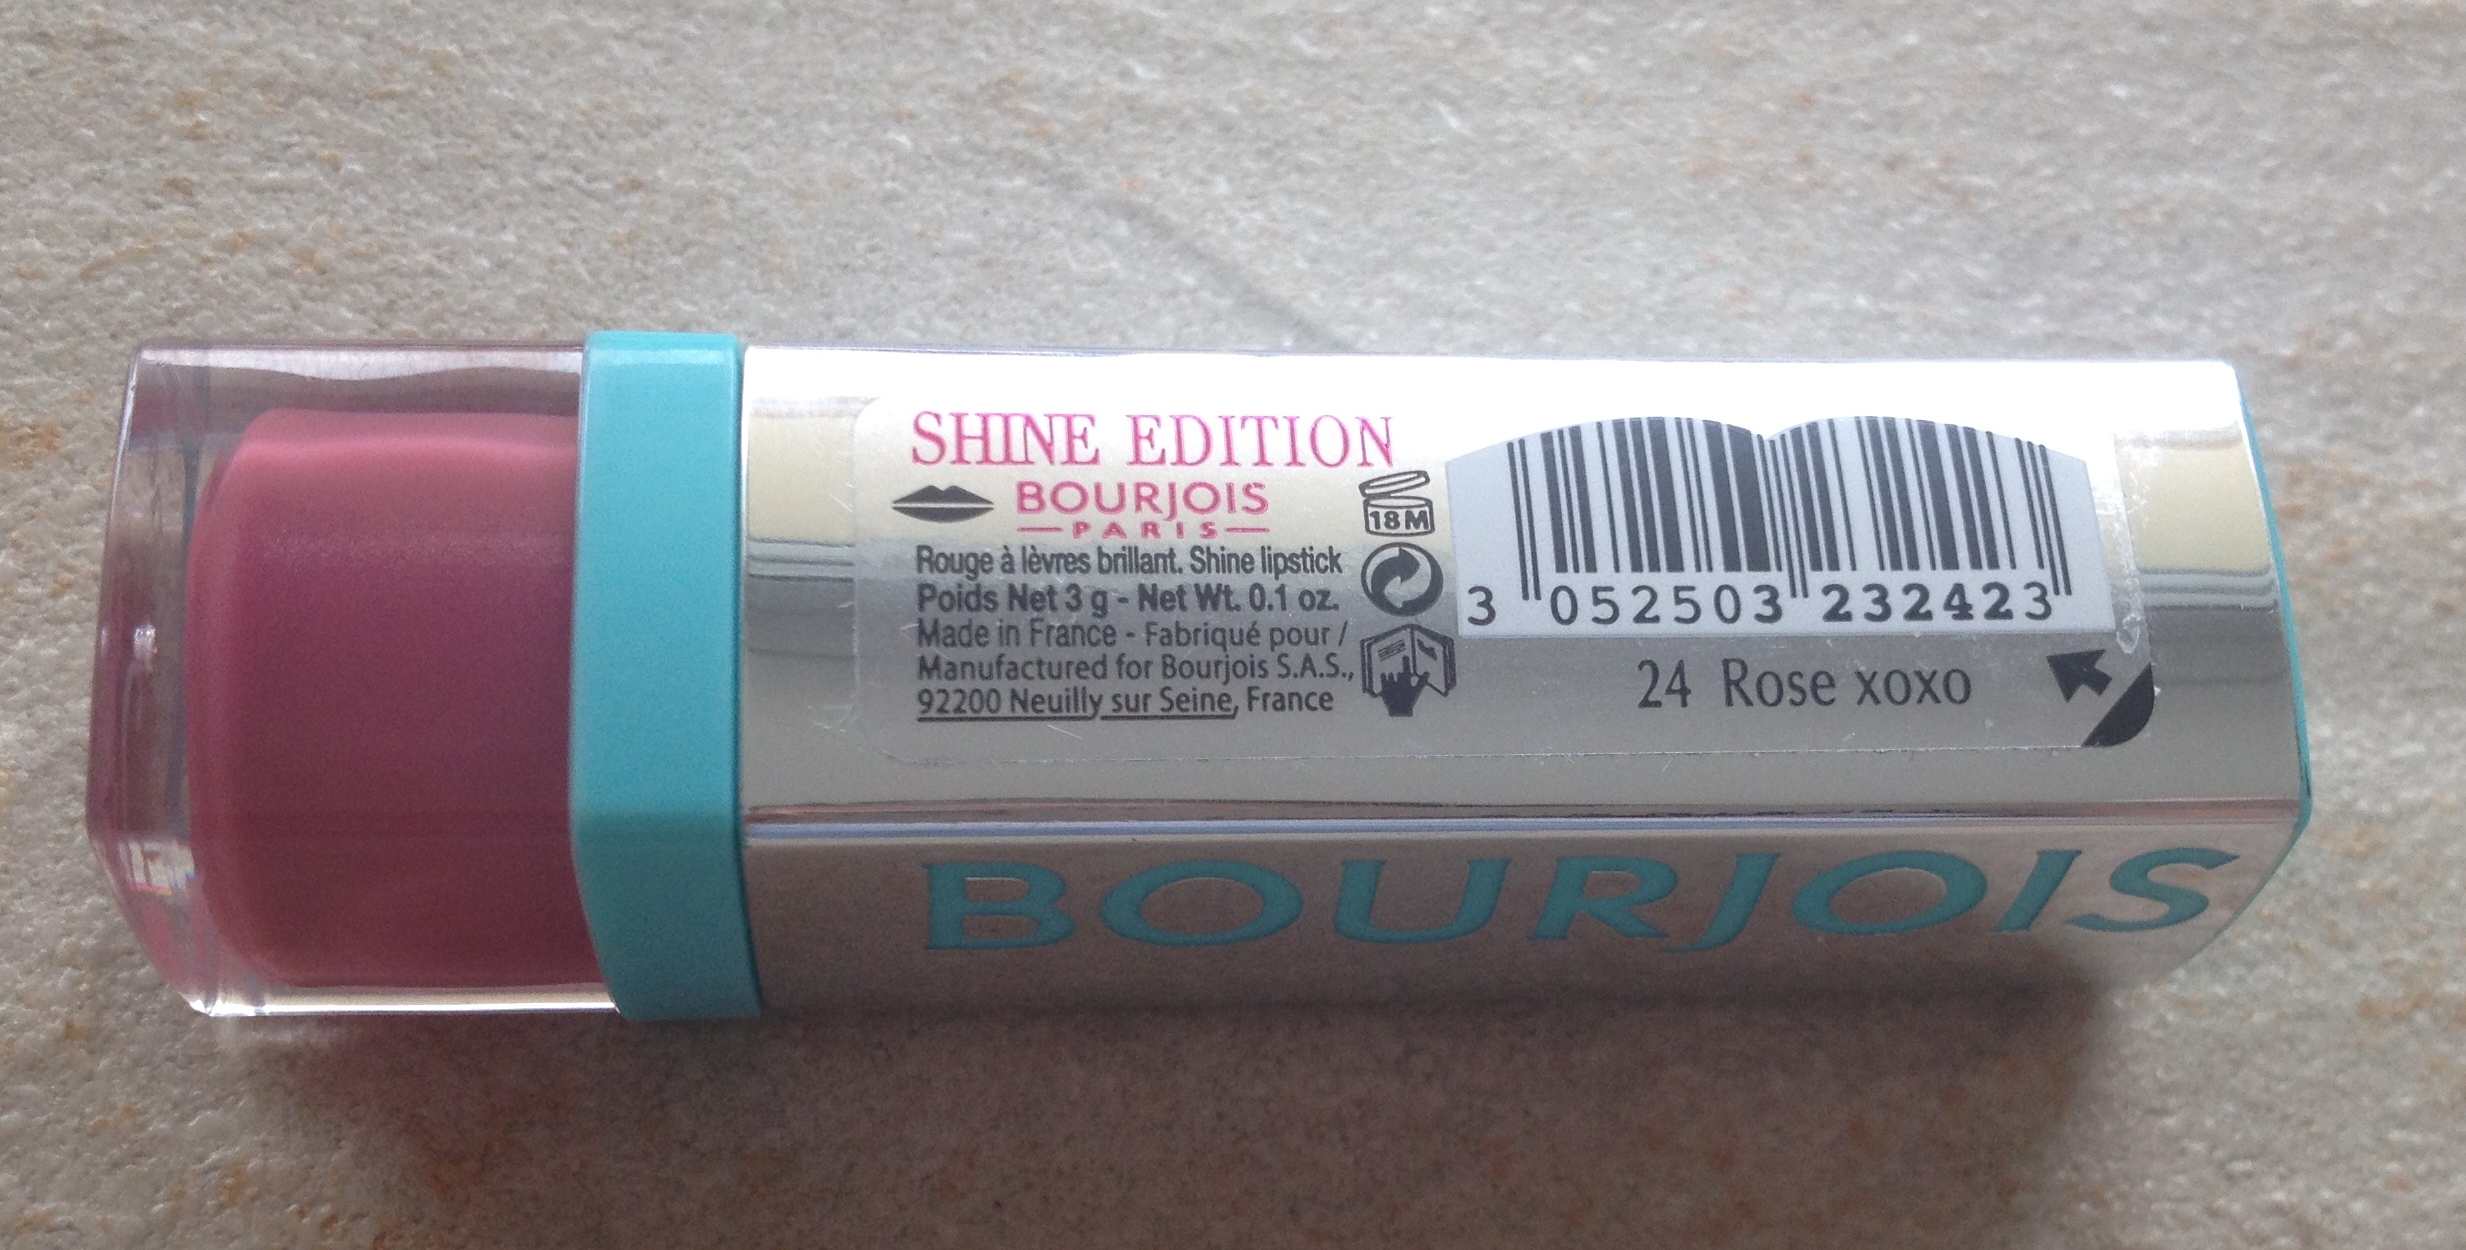 SHINE EDITION
BOURJOIS
PARIS
Rouge à lèvres brillant. Shine lipstick
Poids Net 3 g - Net Wt. 0.1 oz.
Made in France - Fabriqué pour /
Manufactured for Bourjois S.A.S.,
92200 Neuilly sur Seine, France
18M
3 052503 232423
24 Rose xoxo
BOURJOIS